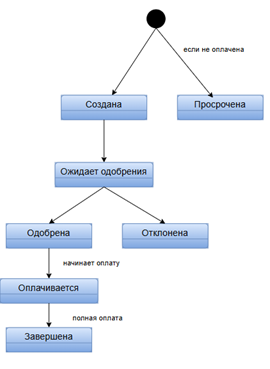 если не оплачена
Создана
Просрочена
Ожидает одобрения
Одобрена
Отклонена
начинает оплату
Оплачивается
полная оплата
Завершена